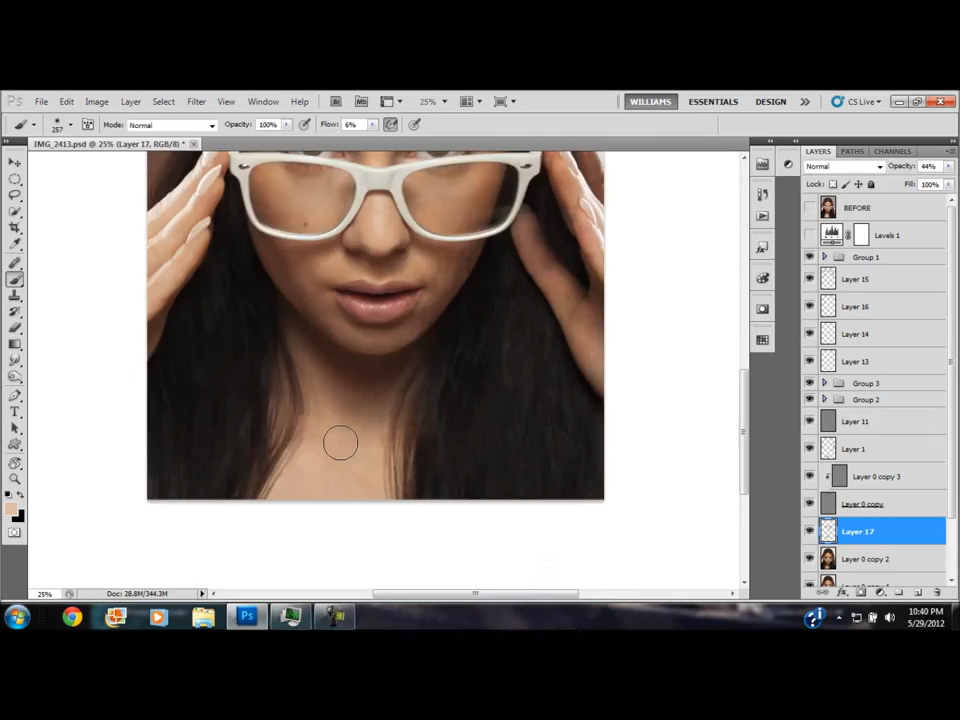 Ps File Edit Image Layer Select Filter View Window Help Br Mb 25% WILLIAMS ESSENTIALS DESIGN CS Live
257 Mode: Normal Opacity: 100% Flow: 6%
IMG_2413.psd @ 25% (Layer 17, RGB/8) *
LAYERS PATHS CHANNELS
Normal Opacity: 44%
Lock: Fill: 100%
BEFORE
Levels 1
Group 1
Layer 15
Layer 16
Layer 14
Layer 13
Group 3
Group 2
Layer 11
Layer 1
Layer 0 copy 3
Layer 0 copy
Layer 17
Layer 0 copy 2
25% Doc: 28.8M/344.3M
Ps
10:40 PM
5/29/2012